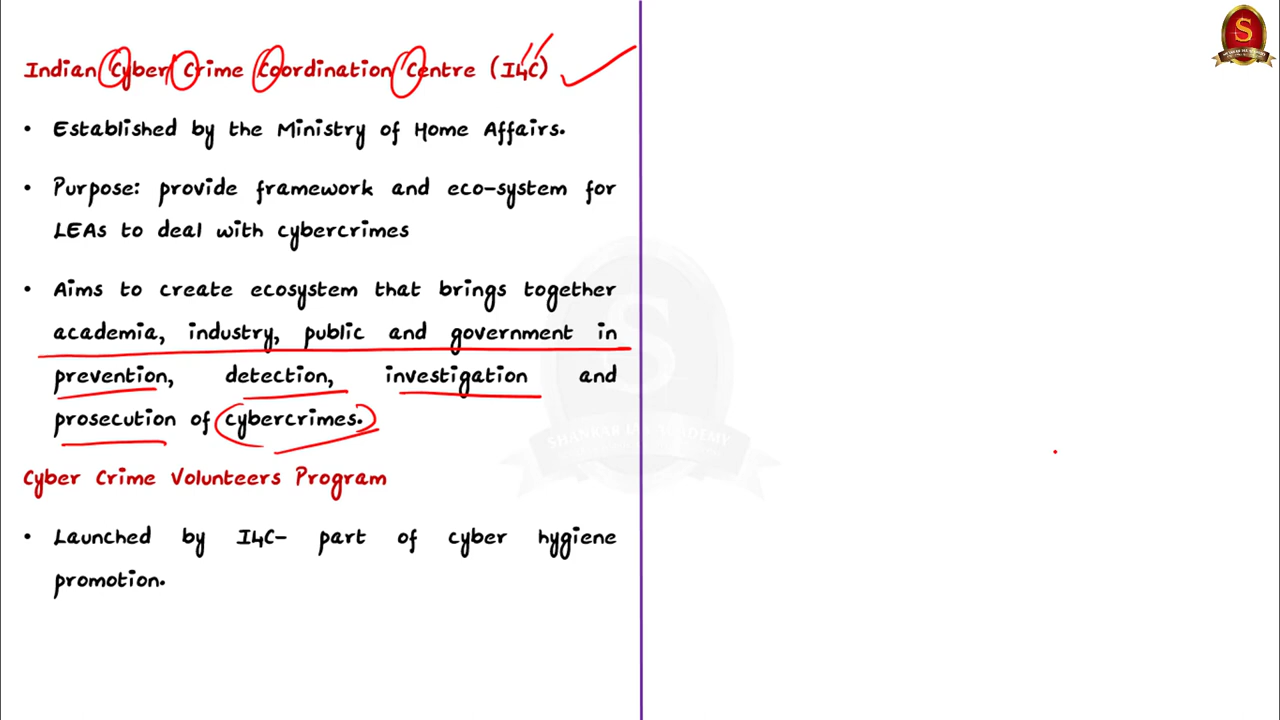 Indian Cyber Crime Coordination Centre (I4C)
• Established by the Ministry of Home Affairs.
• Purpose: provide framework and eco-system for
LEAs to deal with cybercrimes
• Aims to create ecosystem that brings together
academia, industry, public and government in
prevention, detection, investigation and
prosecution of cybercrimes.
Cyber Crime Volunteers Program
• Launched by I4C- part of cyber hygiene
promotion.
S
SHANKAR IAS ACADEMY